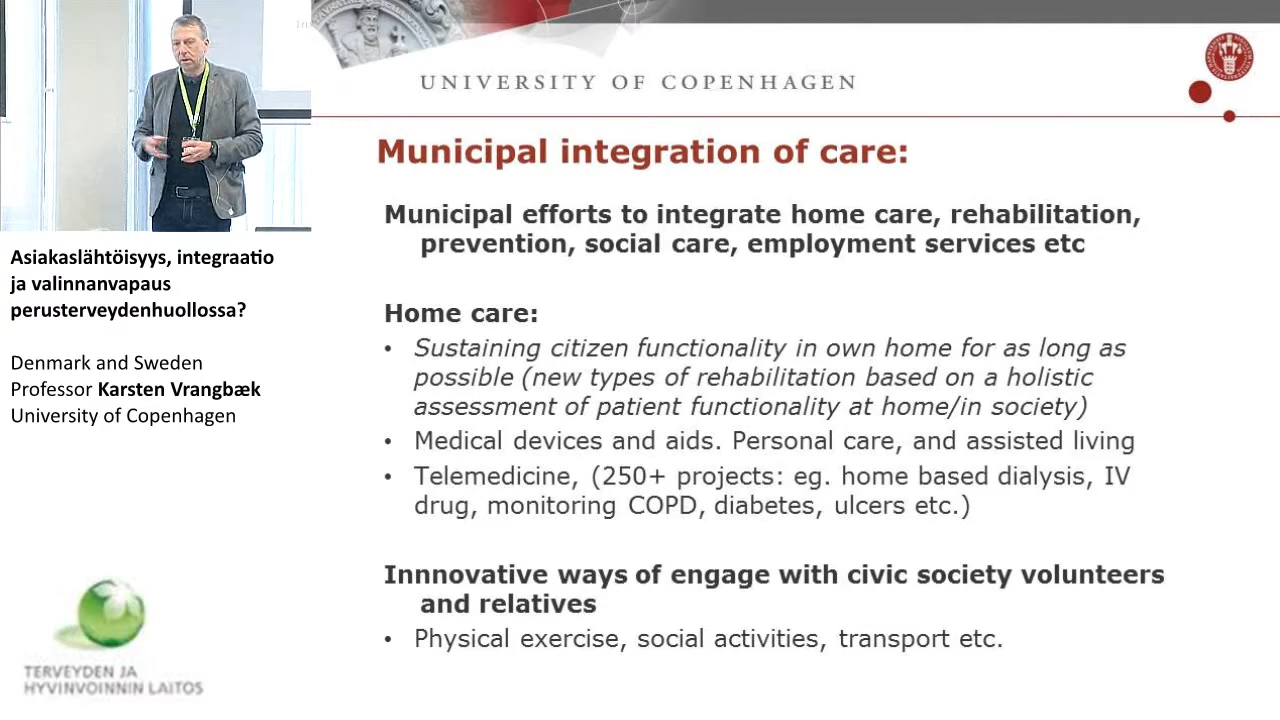 UNIVERSITY OF COPENHAGEN
Municipal integration of care:
Municipal efforts to integrate home care, rehabilitation,
prevention, social care, employment services etc
Home care:
• Sustaining citizen functionality in own home for as long as
possible (new types of rehabilitation based on a holistic
assessment of patient functionality at home/in society)
• Medical devices and aids. Personal care, and assisted living
• Telemedicine, (250+ projects: eg. home based dialysis, IV
drug, monitoring COPD, diabetes, ulcers etc.)
Innnovative ways of engage with civic society volunteers
and relatives
• Physical exercise, social activities, transport etc.
Asiakaslähtöisyys, integraatio
ja valinnanvapaus
perusterveydenhuollossa?
Denmark and Sweden
Professor Karsten Vrangbæk
University of Copenhagen
TERVEYDEN JA
HYVINVOINNIN LAITOS